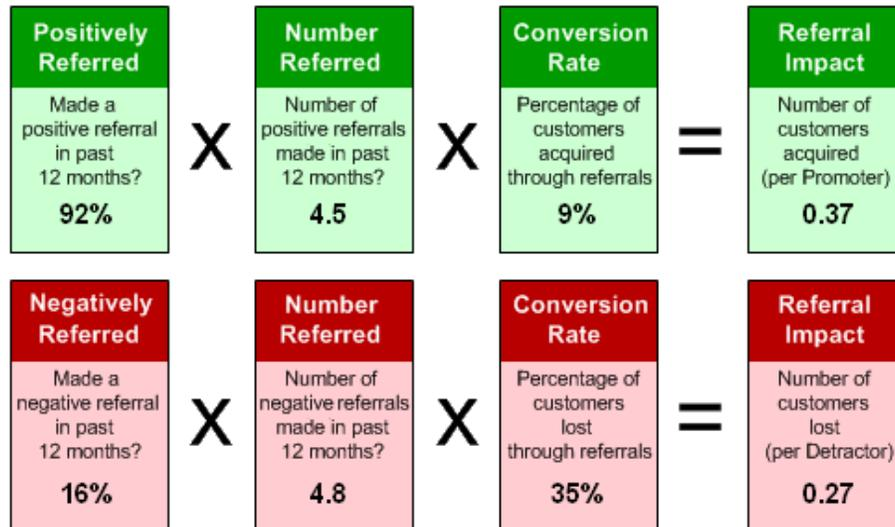 Positively
Referred
Made a
positive referral
in past
12 months?
92%
X
Number
Referred
Number of
positive referrals
made in past
12 months?
4.5
X
Conversion
Rate
Percentage of
customers
acquired
through referrals
9%
=
Referral
Impact
Number of
customers
acquired
(per Promoter)
0.37
Negatively
Referred
Made a
negative referral
in past
12 months?
16%
X
Number
Referred
Number of
negative referrals
made in past
12 months?
4.8
X
Conversion
Rate
Percentage of
customers
lost
through referrals
35%
=
Referral
Impact
Number of
customers
lost
(per Detractor)
0.27